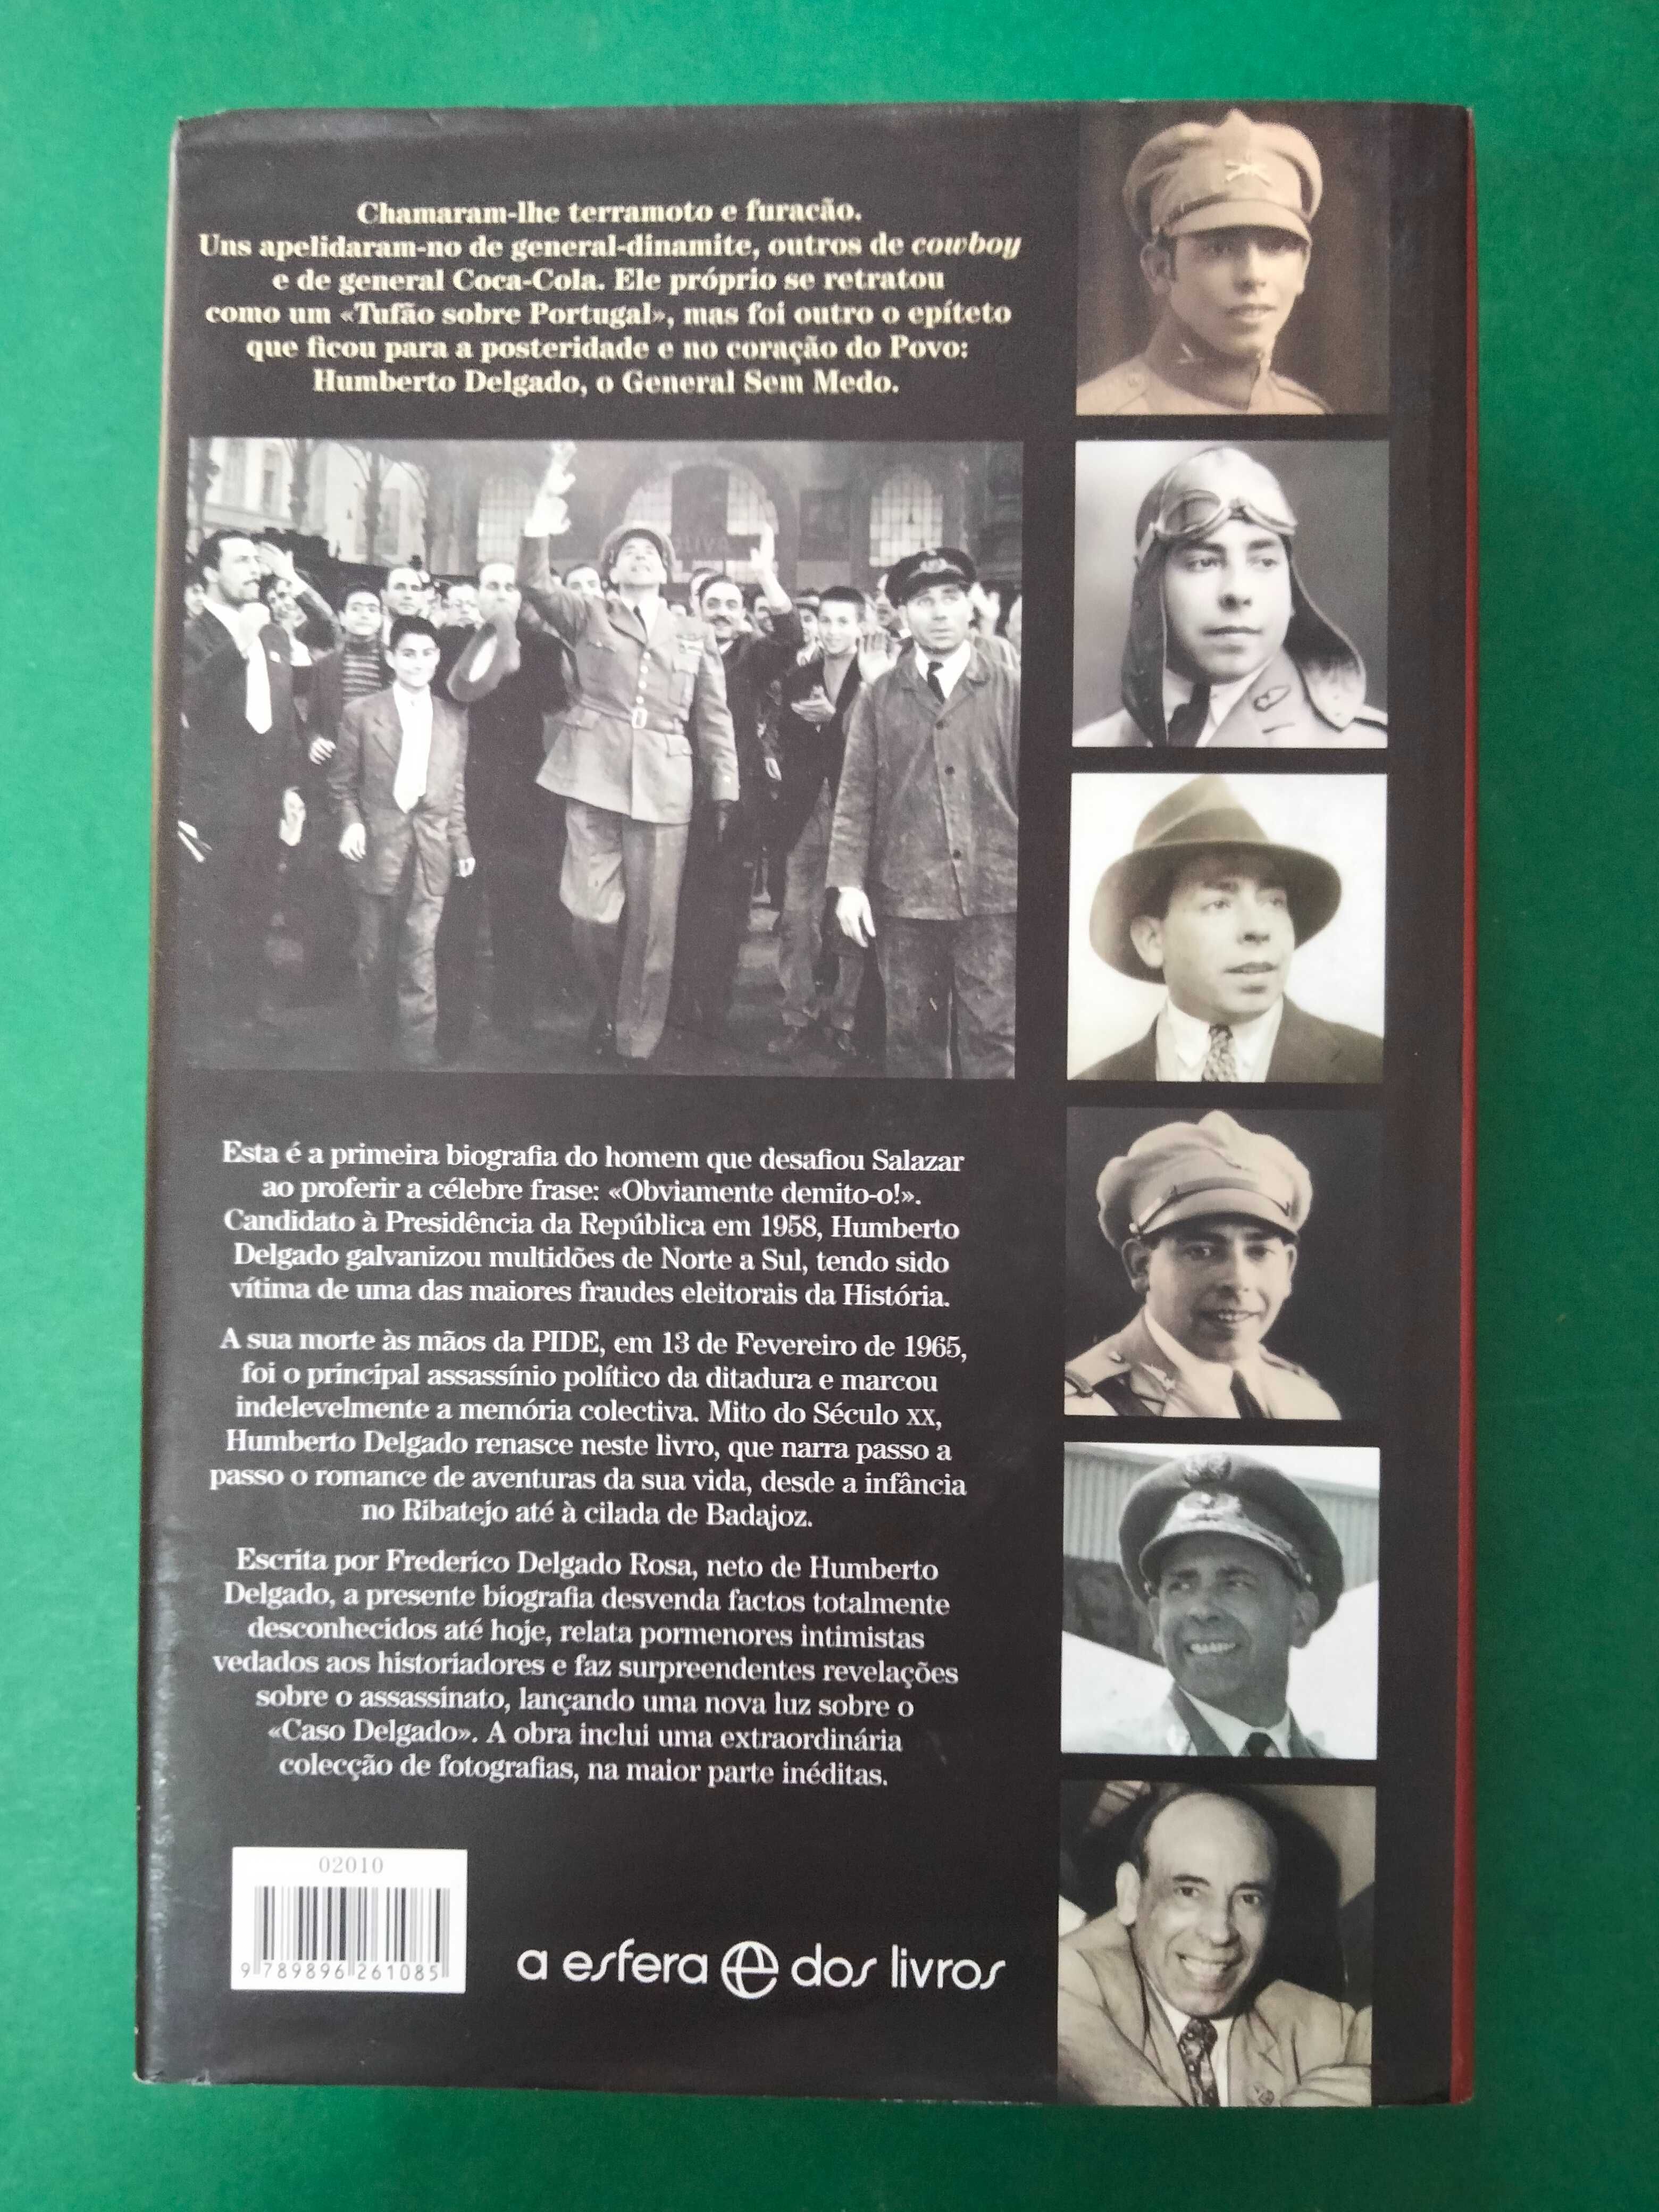 Chamaram-lhe terramoto e furacão.
Uns apelidaram-no de general-dinamite, outros de cowboy
e de general Coca-Cola. Ele próprio se retratou
como um «Tufão sobre Portugal», mas foi outro o epíteto
que ficou para a posteridade e no coração do Povo:
Humberto Delgado, o General Sem Medo.
Esta é a primeira biografia do homem que desafiou Salazar
ao proferir a célebre frase: «Obviamente demito-o!».
Candidato à Presidência da República em 1958, Humberto
Delgado galvanizou multidões de Norte a Sul, tendo sido
vítima de uma das maiores fraudes eleitorais da História.
A sua morte às mãos da PIDE, em 13 de Fevereiro de 1965,
foi o principal assassínio político da ditadura e marcou
indelevelmente a memória colectiva. Mito do Século XX,
Humberto Delgado renasce neste livro, que narra passo a
passo o romance de aventuras da sua vida, desde a infância
no Ribatejo até à cilada de Badajoz.
Escrita por Frederico Delgado Rosa, neto de Humberto
Delgado, a presente biografia desvenda factos totalmente
desconhecidos até hoje, relata pormenores intimistas
vedados aos historiadores e faz surpreendentes revelações
sobre o assassinato, lançando uma nova luz sobre o
«Caso Delgado». A obra inclui uma extraordinária
colecção de fotografias, na maior parte inéditas.
02010
9 789896 261085
a esfera dos livros